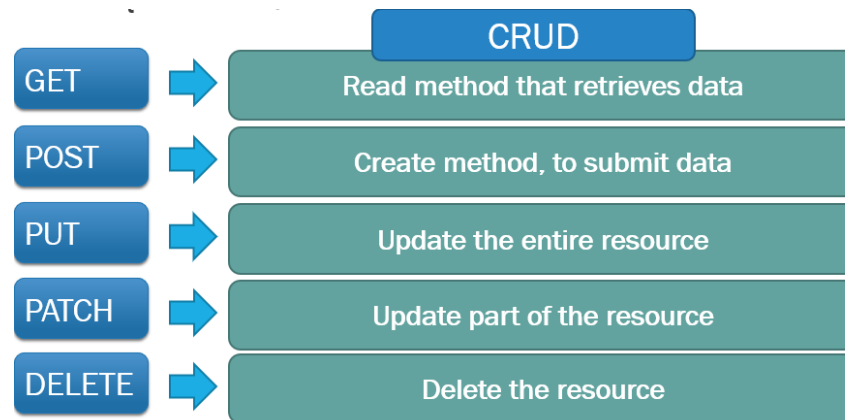 CRUD
GET
Read method that retrieves data
POST
Create method, to submit data
PUT
Update the entire resource
PATCH
Update part of the resource
DELETE
Delete the resource